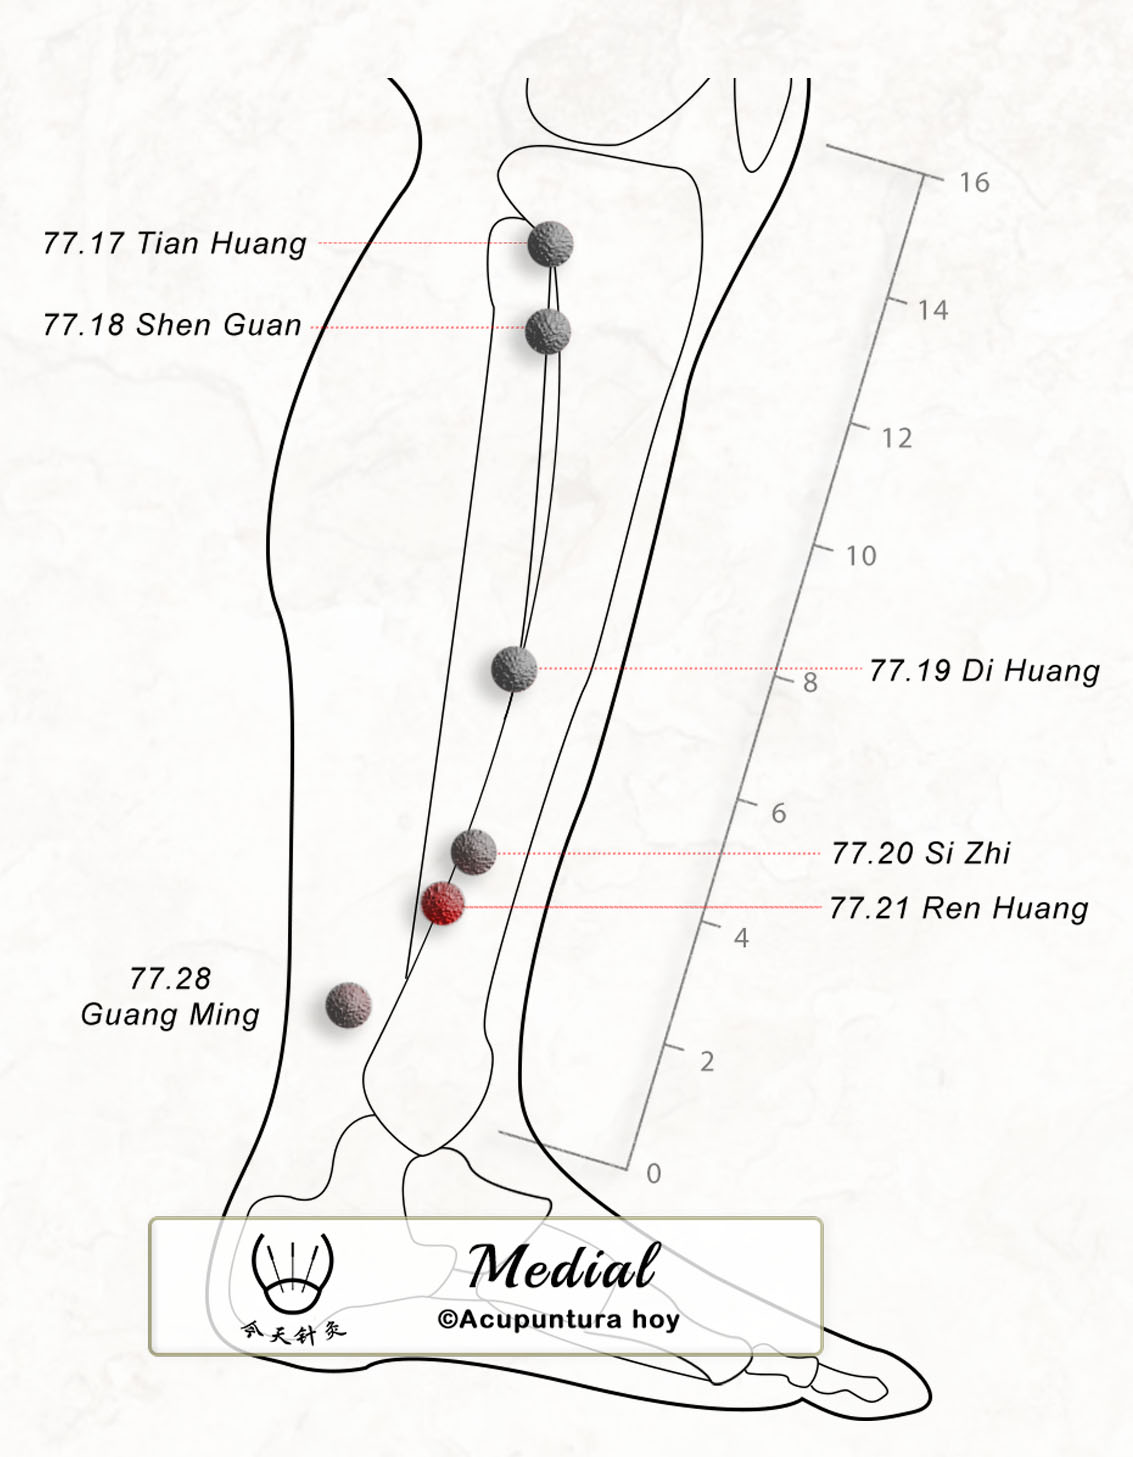 16
77.17 Tian Huang
14
77.18 Shen Guan
12
10
77.19 Di Huang
8
6
77.20 Si Zhi
77.21 Ren Huang
4
77.28
Guang Ming
2
0
Medial
©Acupuntura hoy
今天針灸